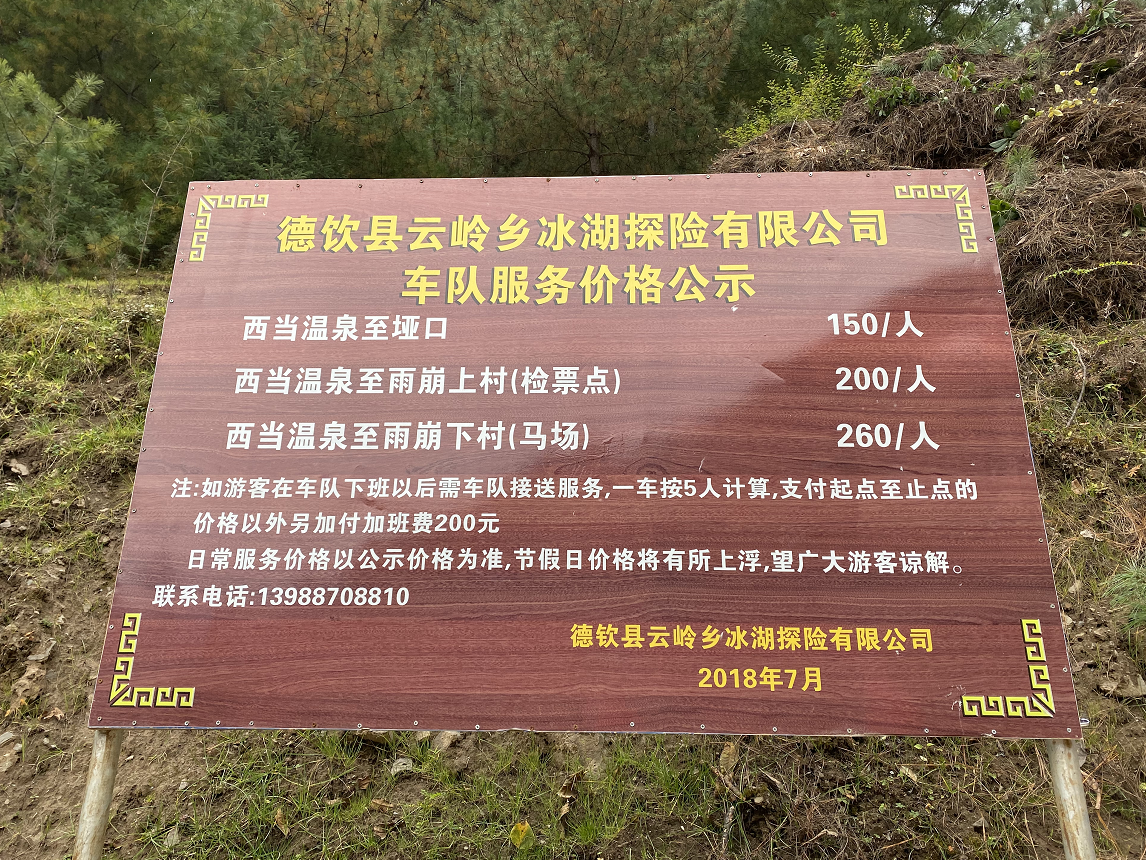 德饮县云岭乡冰湖探险有限公司
车队服务价格公示
西当温泉至垭口 150/人
西当温泉至雨崩上村(检票点) 200/人
西当温泉至雨崩下村(马场) 260/人
注:如游客在车队下班以后需车队接送服务,一车按5人计算,支付起点至止点的
价格以外另加付加班费200元
日常服务价格以公示价格为准,节假日价格将有所上浮,望广大游客谅解。
联系电话:13988708810
德钦县云岭乡冰湖探险有限公司
2018年7月